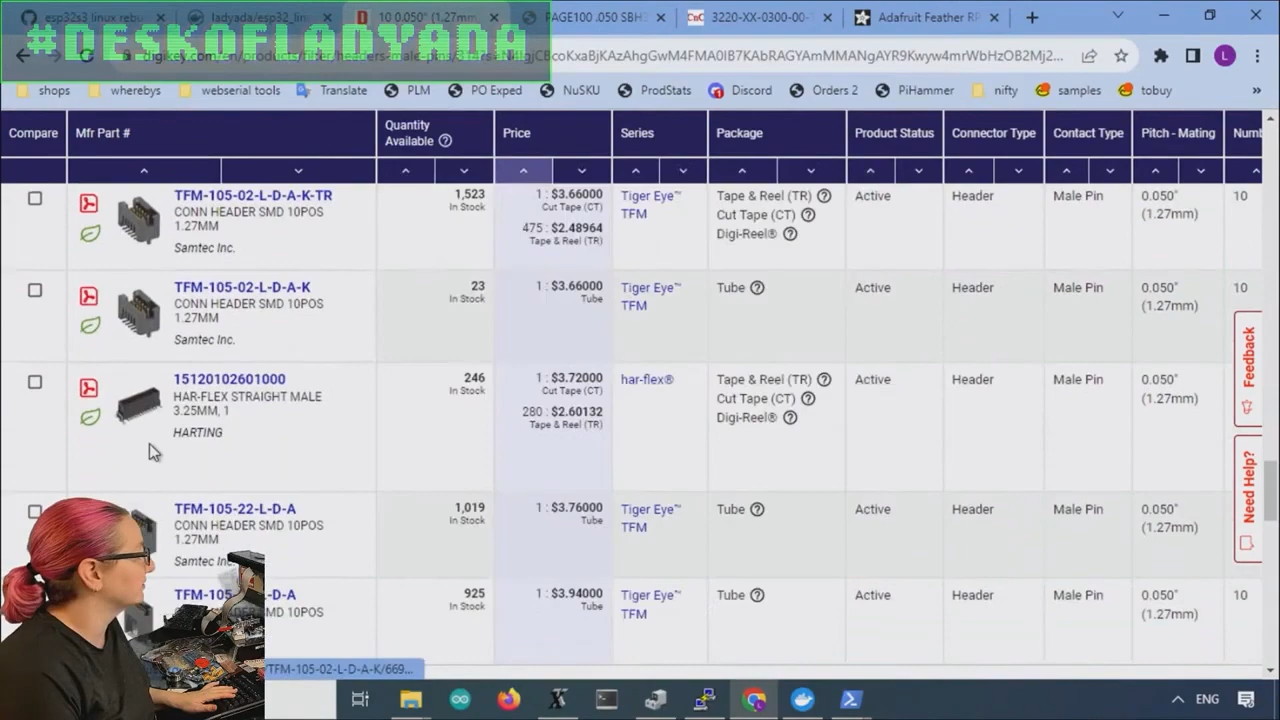 esp32s3 linux rebu
ladyada/esp32_linu
10 0.050" (1.27mm)
PAGE100 .050 SBH
3220-XX-0300-00-
Adafruit Feather RP
#DESKOFLADYADA
L
shops
wherebys
webserial tools
Translate
PLM
PO Exped
NuSKU
ProdStats
Discord
Orders 2
PiHammer
nifty
samples
tobuy
»
Compare
Mfr Part #
Quantity
Available
Price
Series
Package
Product Status
Connector Type
Contact Type
Pitch - Mating
Numb
TFM-105-02-L-D-A-K-TR
CONN HEADER SMD 10POS
1.27MM
Samtec Inc.
1,523
In Stock
1 : $3.66000
Cut Tape (CT)
475 : $2.48964
Tape & Reel (TR)
Tiger Eye™
TFM
Tape & Reel (TR)
Cut Tape (CT)
Digi-Reel®
Active
Header
Male Pin
0.050"
(1.27mm)
10
TFM-105-02-L-D-A-K
CONN HEADER SMD 10POS
1.27MM
Samtec Inc.
23
In Stock
1 : $3.66000
Tube
Tiger Eye™
TFM
Tube
Active
Header
Male Pin
0.050"
(1.27mm)
10
15120102601000
HAR-FLEX STRAIGHT MALE
3.25MM, 1
HARTING
246
In Stock
1 : $3.72000
Cut Tape (CT)
280 : $2.60132
Tape & Reel (TR)
har-flex®
Tape & Reel (TR)
Cut Tape (CT)
Digi-Reel®
Active
Header
Male Pin
0.050"
(1.27mm)
TFM-105-22-L-D-A
CONN HEADER SMD 10POS
1.27MM
Samtec Inc.
1,019
In Stock
1 : $3.76000
Tube
Tiger Eye™
TFM
Tube
Active
Header
Male Pin
0.050"
(1.27mm)
925
In Stock
1 : $3.94000
Tube
Tiger Eye™
TFM
Tube
Active
Header
Male Pin
0.050"
(1.27mm)
10
Feedback
Need Help?
/TFM-105-02-L-D-A-K/669...
ENG